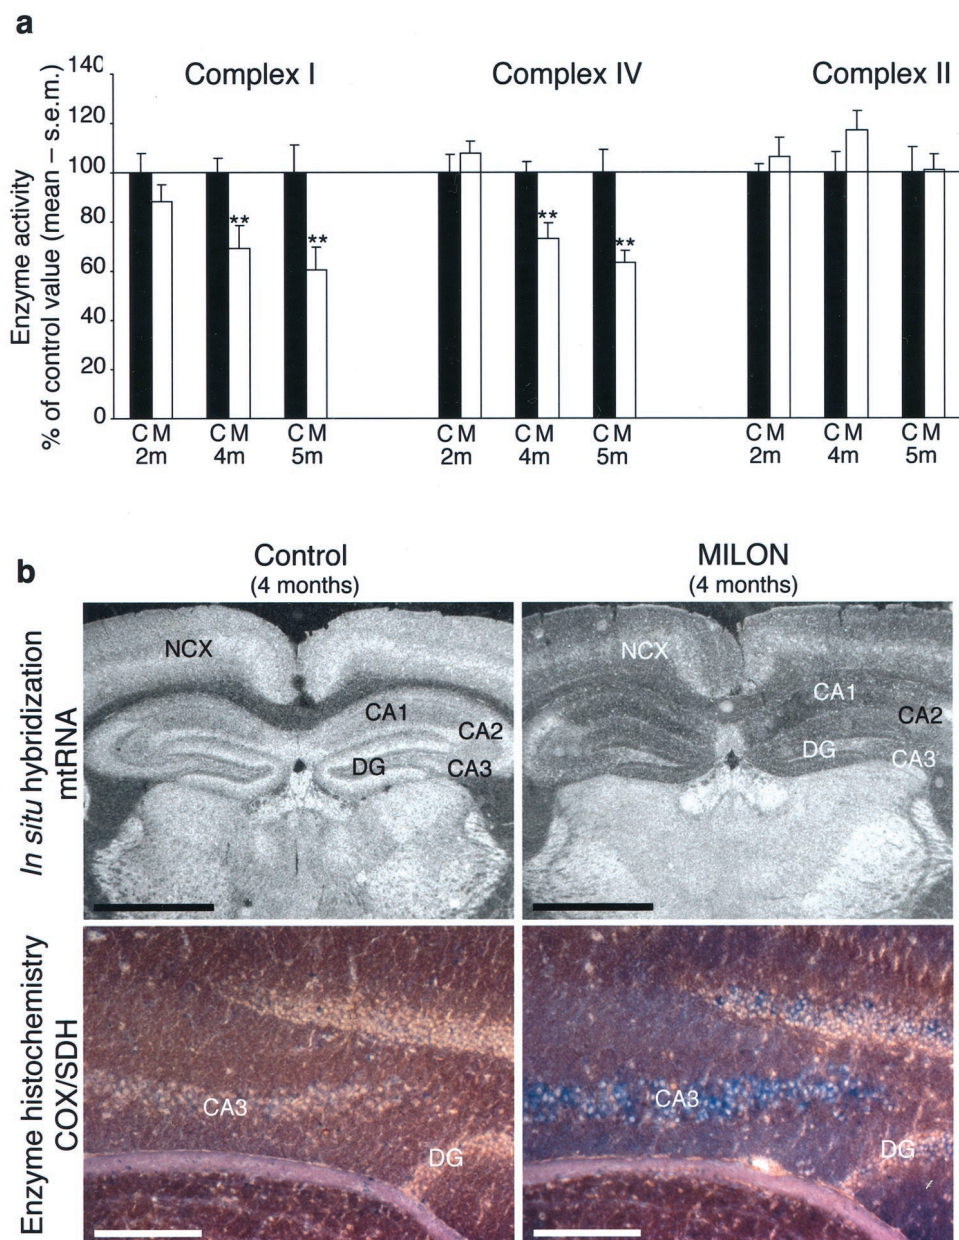 a
Complex I
Complex IV
Complex II
Enzyme activity
% of control value (mean – s.e.m.)
140
120
100
80
60
40
20
0
**
**
**
**
C M
C M
C M
C M
C M
C M
C M
C M
C M
2m
4m
5m
2m
4m
5m
2m
4m
5m
b
Control
(4 months)
MILON
(4 months)
In situ hybridization
mtRNA
NCX
CA1
CA2
DG
CA3
NCX
CA1
CA2
DG
CA3
Enzyme histochemistry
COX/SDH
CA3
DG
CA3
DG